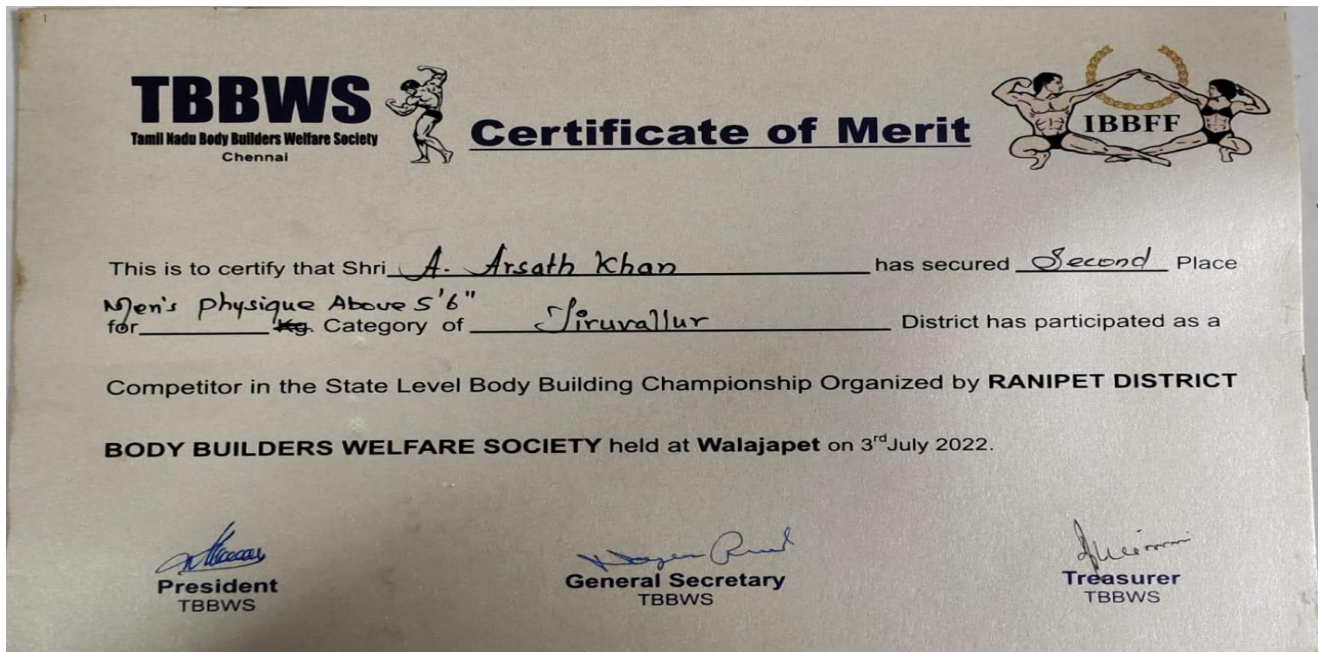 TBBWS
Tamil Nadu Body Builders Welfare Society
Chennai
Certificate of Merit
IBBFF
This is to certify that Shri A. Arsath Khan has secured Second Place
Men's Physique Above 5'6"
for Kg. Category of Tiruvallur District has participated as a
Competitor in the State Level Body Building Championship Organized by RANIPET DISTRICT
BODY BUILDERS WELFARE SOCIETY held at Walajapet on 3rd July 2022.
President
TBBWS
General Secretary
TBBWS
Treasurer
TBBWS